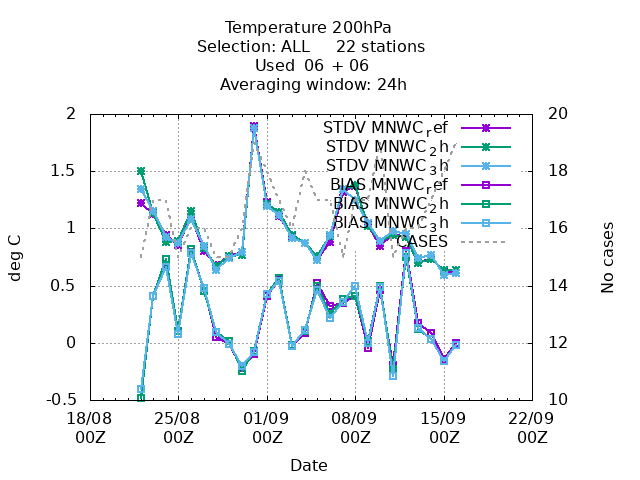 Temperature 200hPa
Selection: ALL     22 stations
Used  06 + 06
Averaging window: 24h
2
1.5
1
0.5
0
-0.5
deg C
20
18
16
14
12
10
No cases
STDV MNWC_ref
STDV MNWC_2h
STDV MNWC_3h
BIAS MNWC_ref
BIAS MNWC_2h
BIAS MNWC_3h
CASES
18/08 25/08 01/09 08/09 15/09 22/09
00Z 00Z 00Z 00Z 00Z 00Z
Date